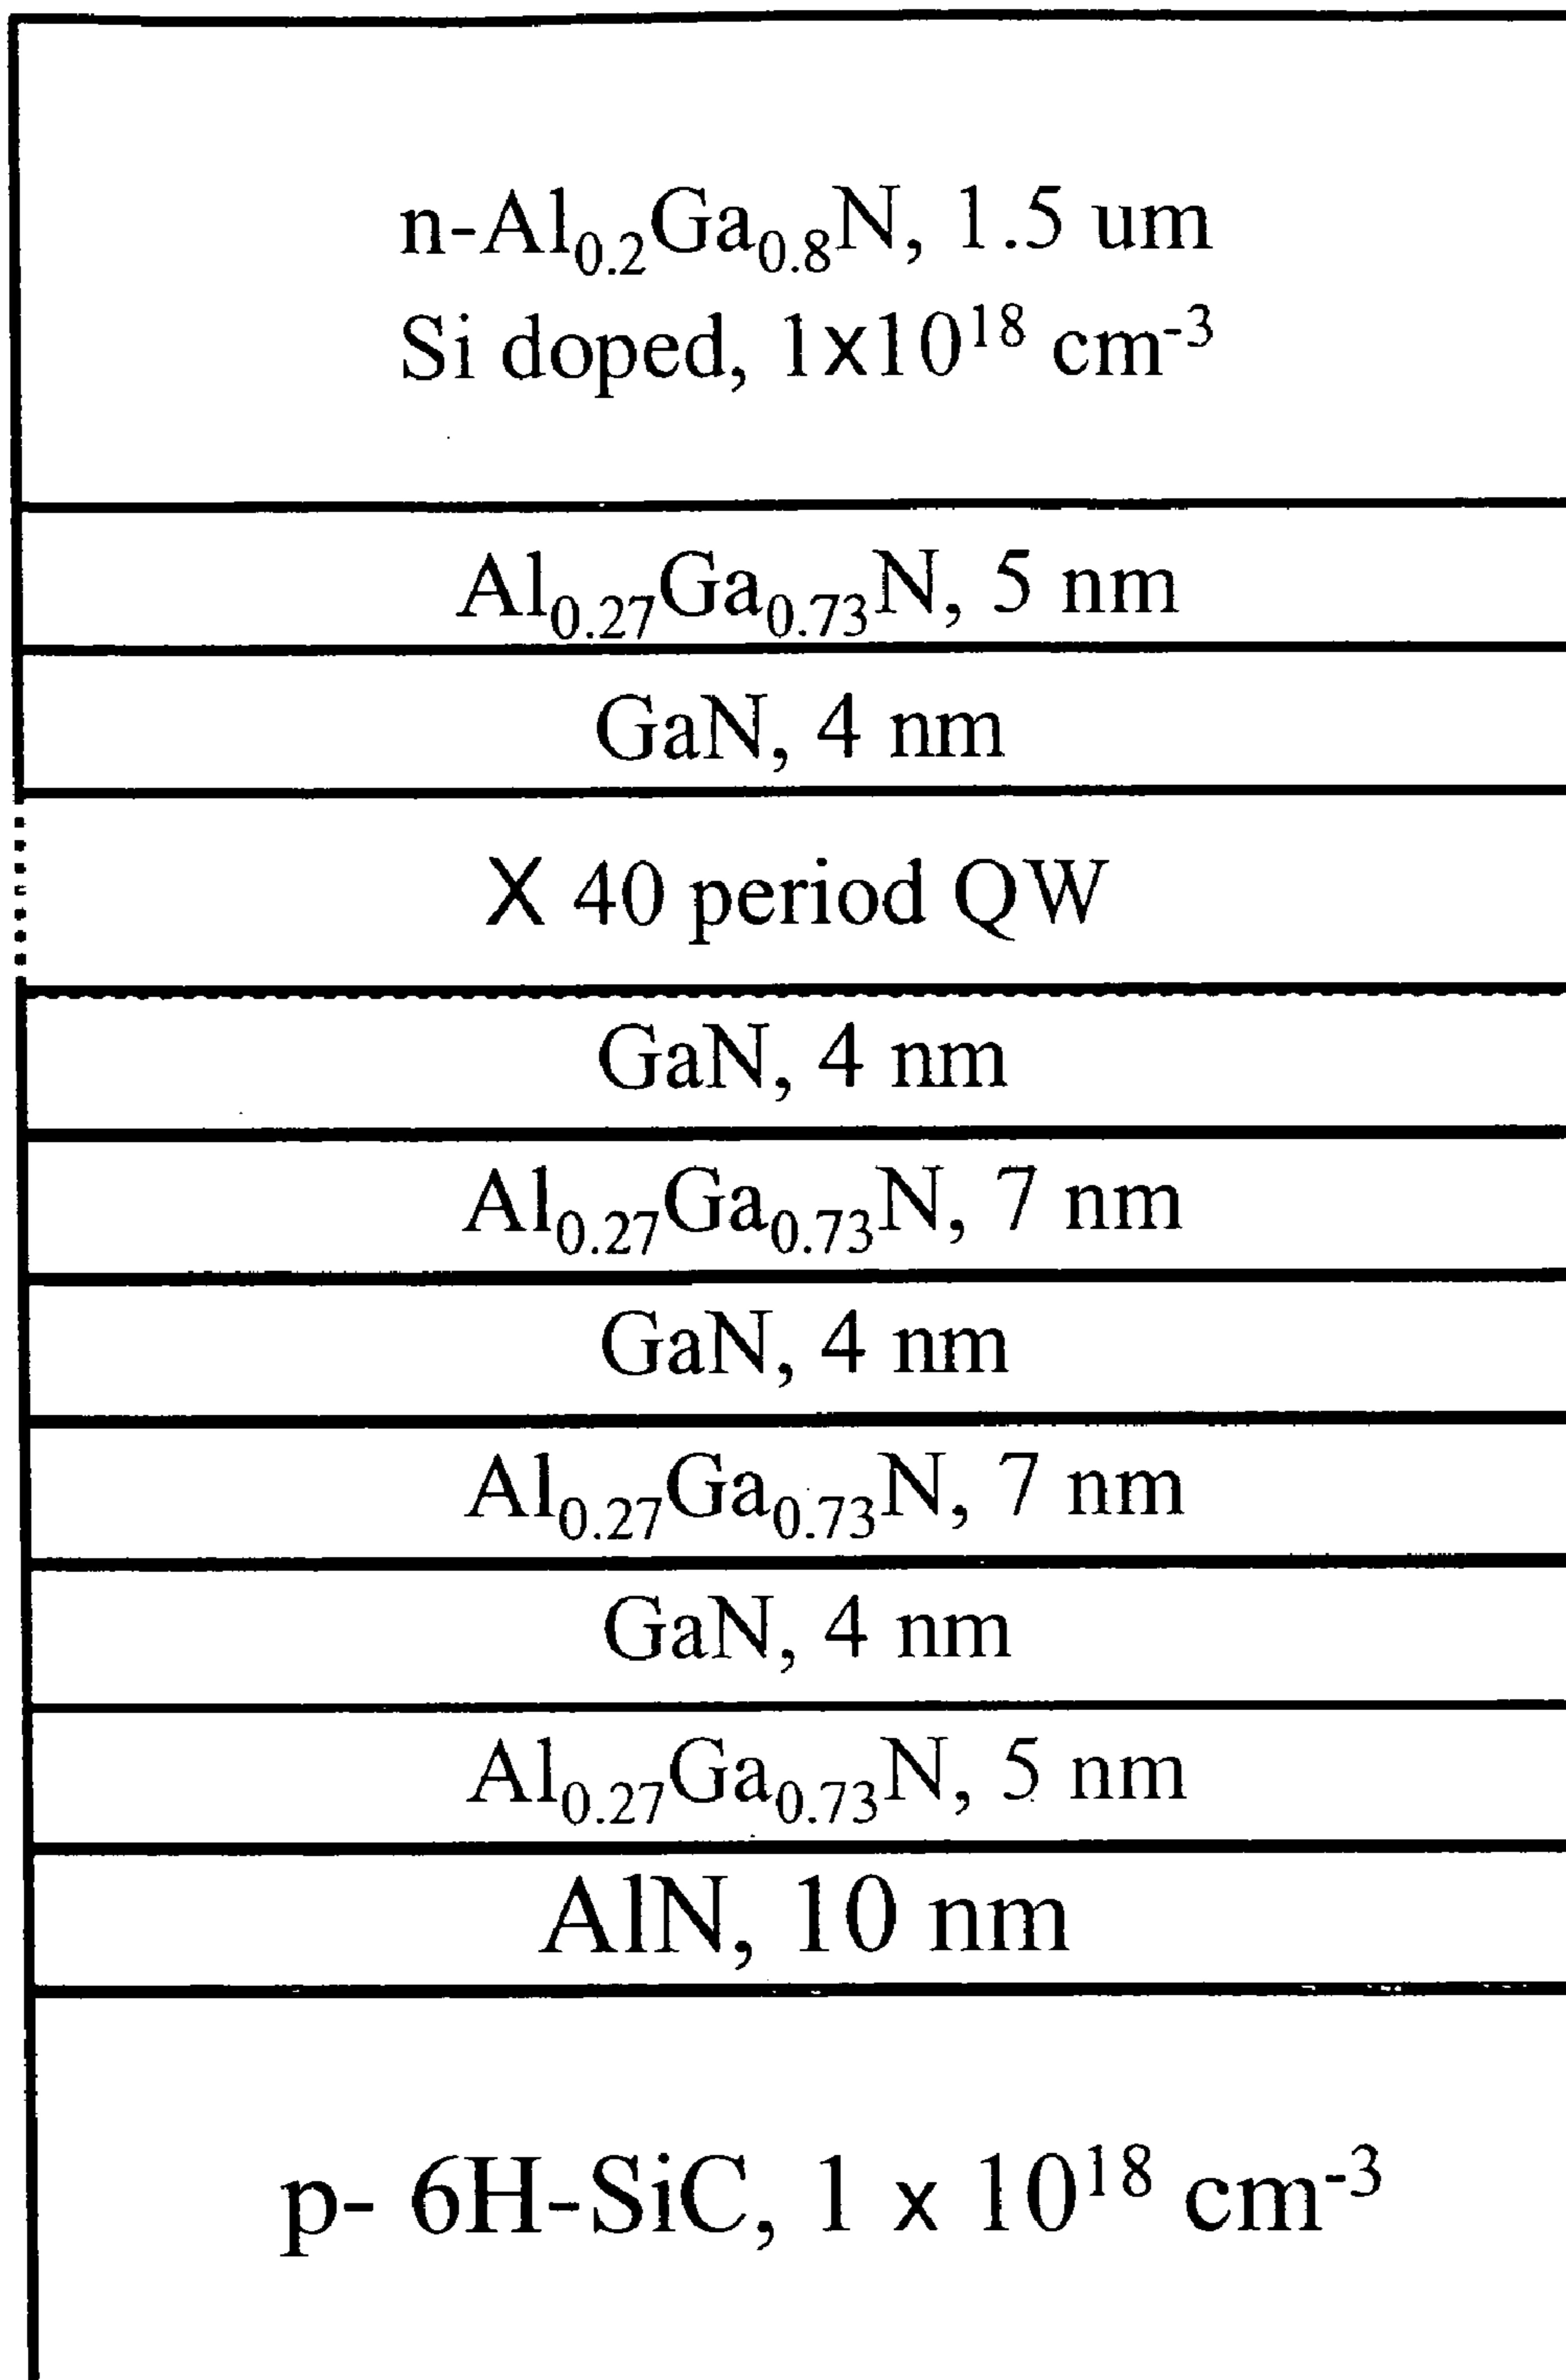 n-Al₀.₂Ga₀.₈N, 1.5 um
Si doped, 1x10¹⁸ cm⁻³
Al₀.₂₇Ga₀.₇₃N, 5 nm
GaN, 4 nm
X 40 period QW
GaN, 4 nm
Al₀.₂₇Ga₀.₇₃N, 7 nm
GaN, 4 nm
Al₀.₂₇Ga₀.₇₃N, 7 nm
GaN, 4 nm
Al₀.₂₇Ga₀.₇₃N, 5 nm
AlN, 10 nm
p- 6H-SiC, 1 x 10¹⁸ cm⁻³